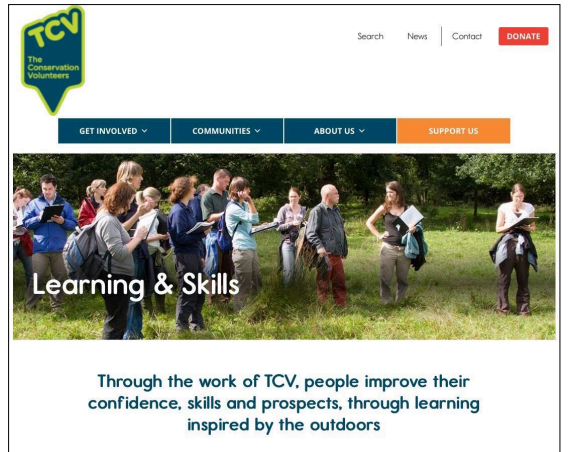 TCV
The
Conservation
Volunteers
Search News Contact DONATE
GET INVOLVED COMMUNITIES ABOUT US SUPPORT US
Learning & Skills
Through the work of TCV, people improve their
confidence, skills and prospects, through learning
inspired by the outdoors